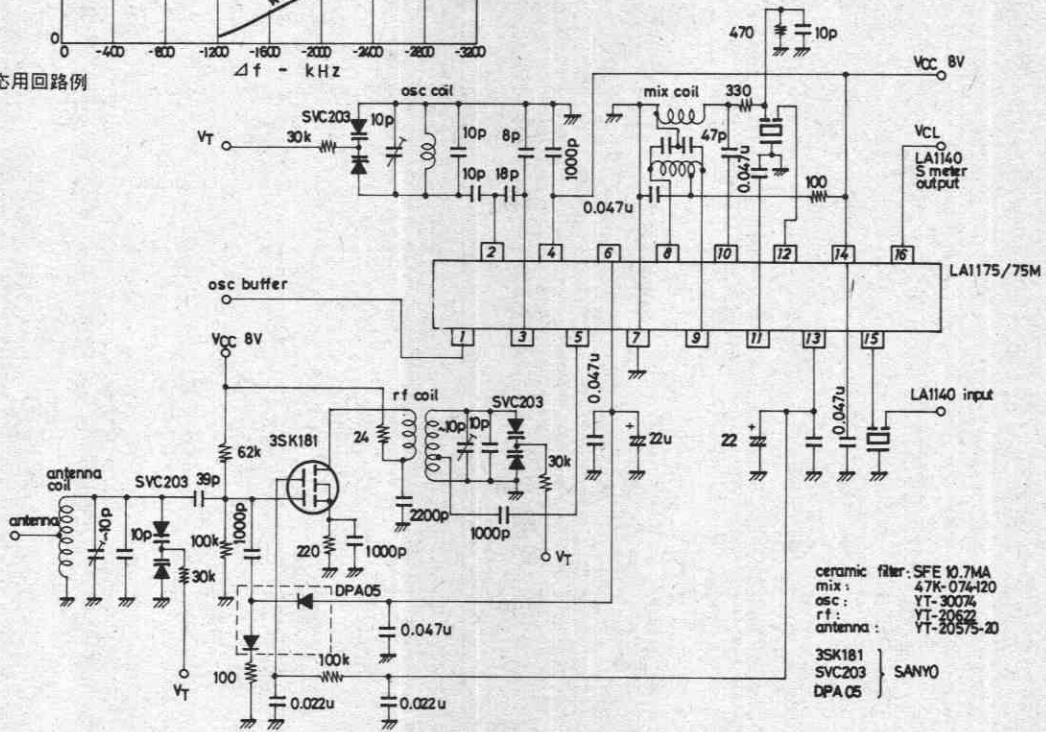 0
0 -400 -800 -1200 -1600 -2000 -2400 -2800 -3200
Δf - kHz
応用回路例
osc coil
SVC203
10p
10p
8p
1000p
VT
30k
10p
18p
mix coil
330
470
10p
47p
0.047u
0.047u
100
VCC 8V
VCL
LA1140
S meter
output
2 4 6 8 10 12 14 16
LA1175/75M
1 3 5 7 9 11 13 15
osc buffer
VCC 8V
rf coil
SVC203
24
~10p
10p
30k
3SK181
62k
antenna
coil
SVC203
39p
antenna
~10p
10p
100k
1000p
30k
VT
220
1000p
2200p
1000p
VT
0.047u
22u
22
0.047u
LA1140 input
DPA05
0.047u
100
100k
0.022u
0.022u
ceramic filter: SFE 10.7MA
mix : 47K-074-120
osc : YT-30074
rf : YT-20622
antenna : YT-20575-20
3SK181
SVC203 SANYO
DPA05